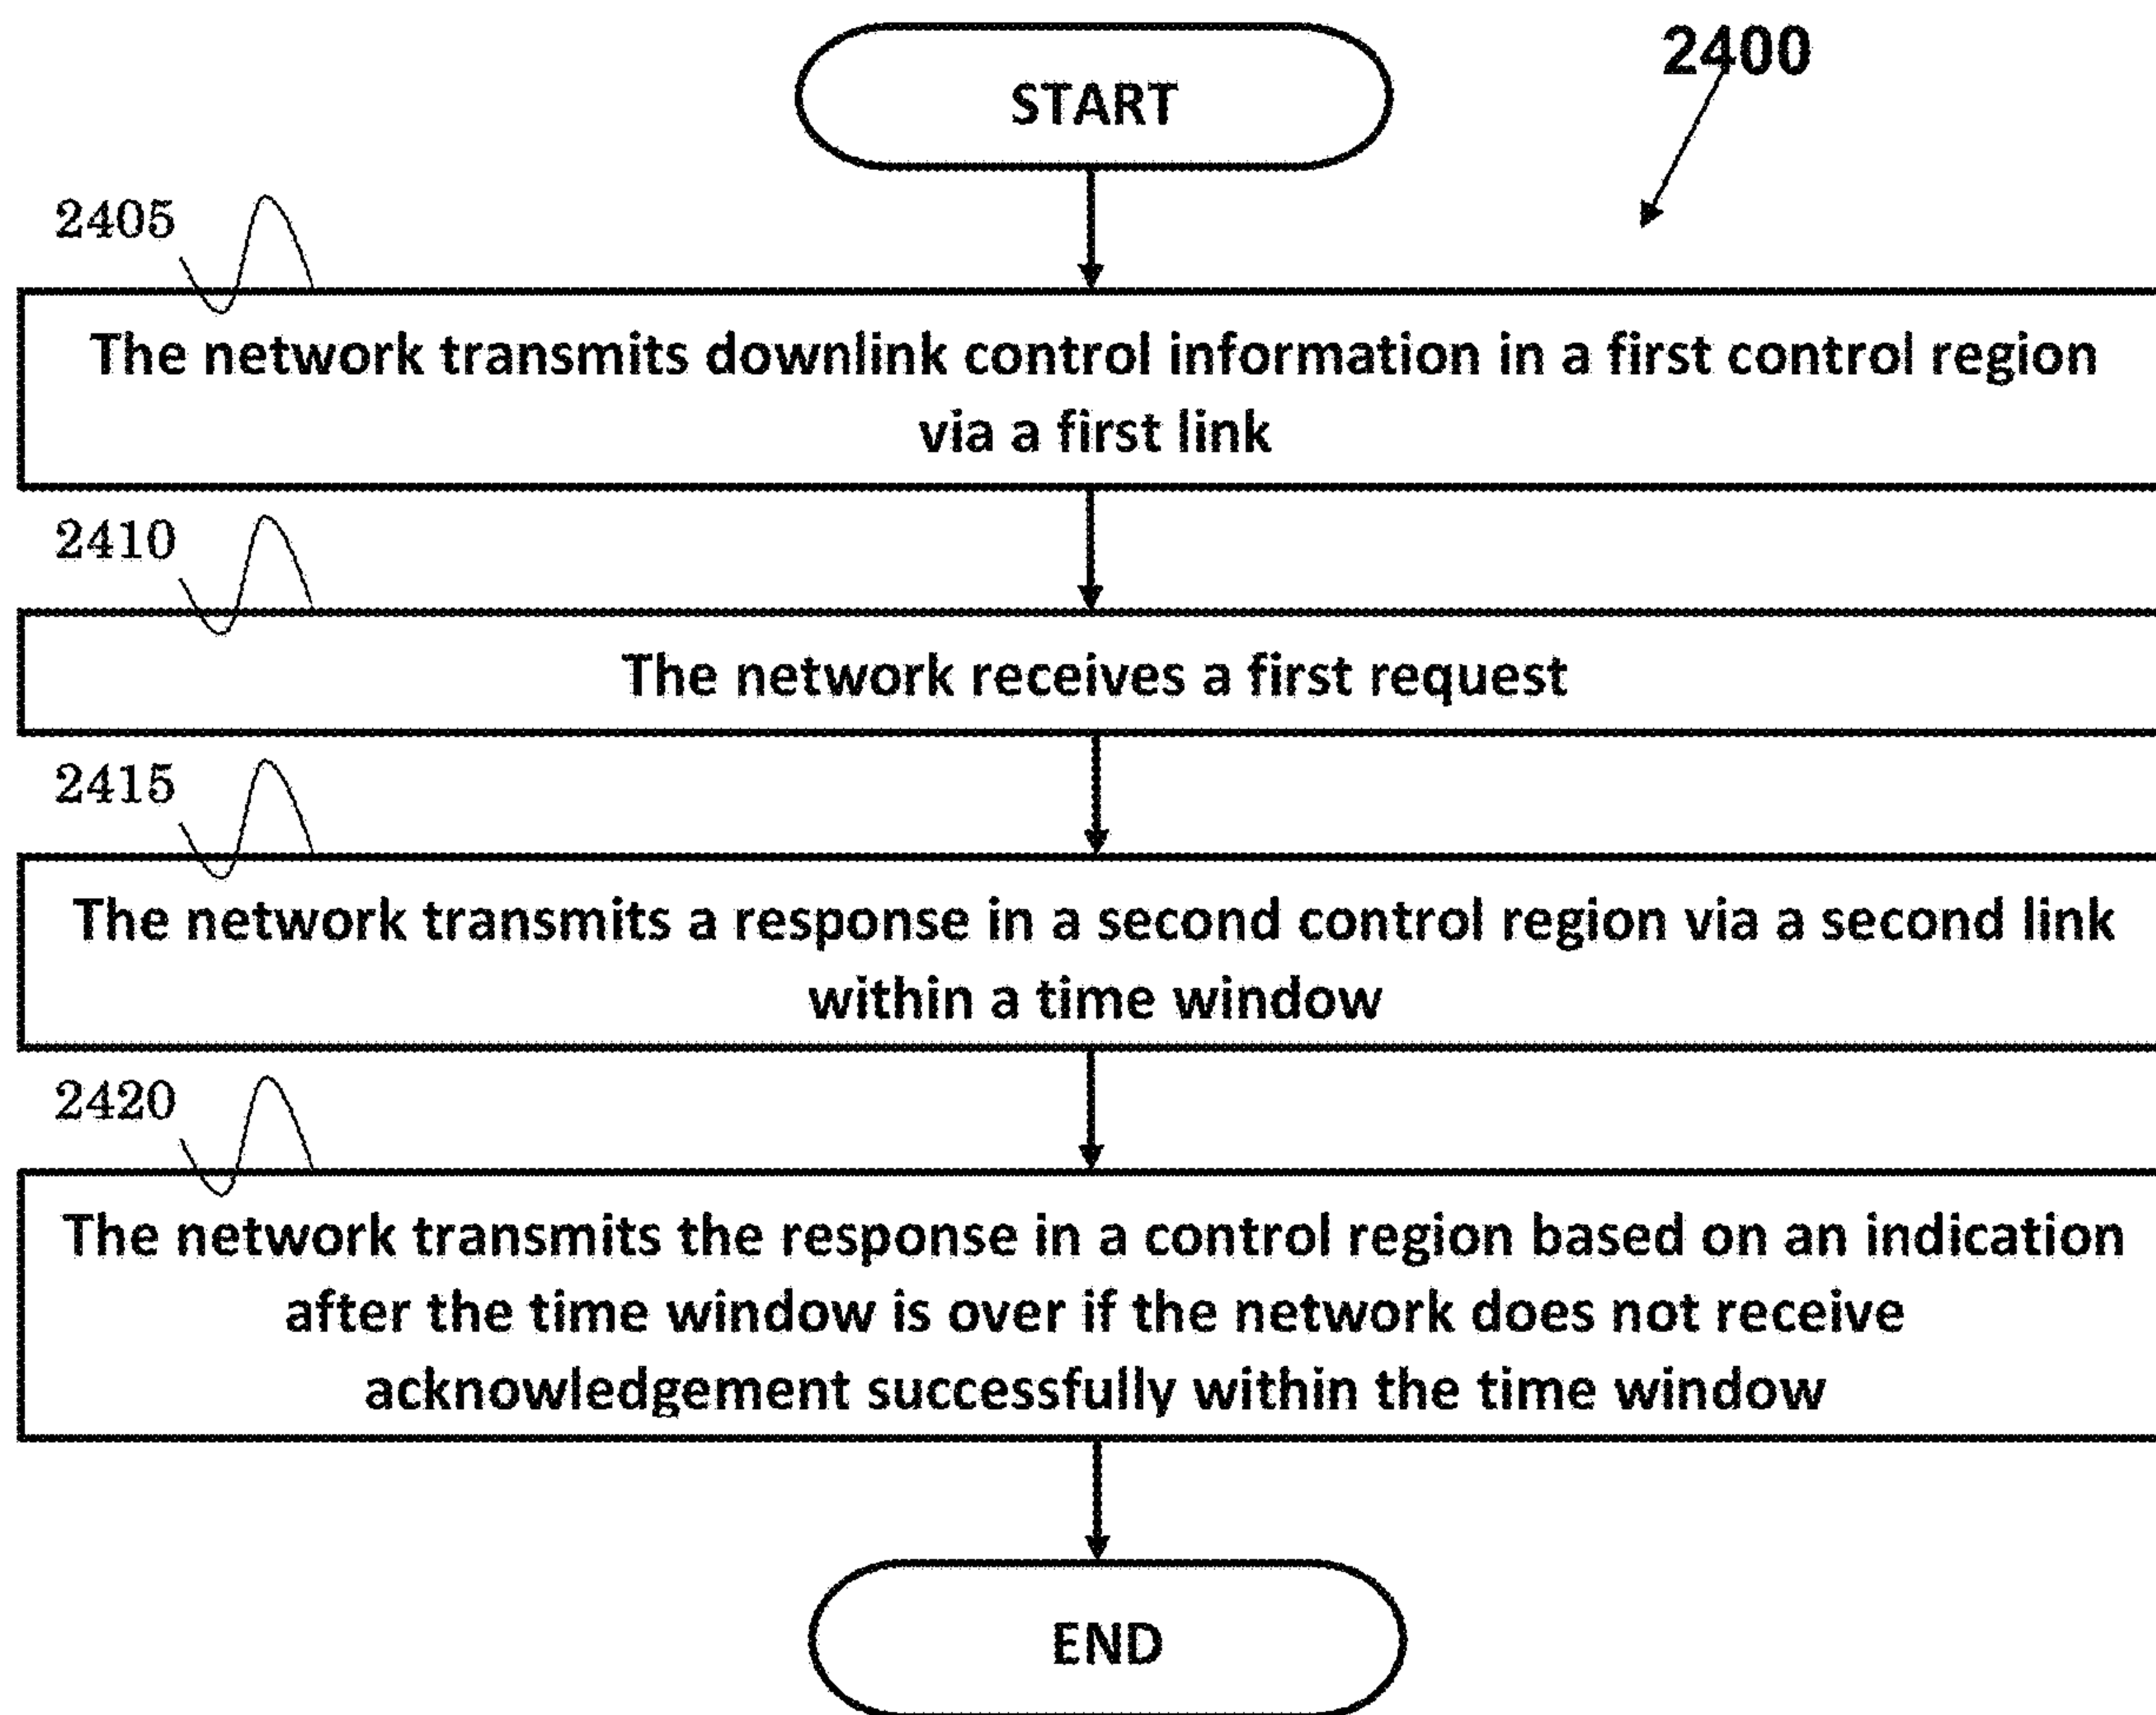 START
2400
2405
The network transmits downlink control information in a first control region
via a first link
2410
The network receives a first request
2415
The network transmits a response in a second control region via a second link
within a time window
2420
The network transmits the response in a control region based on an indication
after the time window is over if the network does not receive
acknowledgement successfully within the time window
END